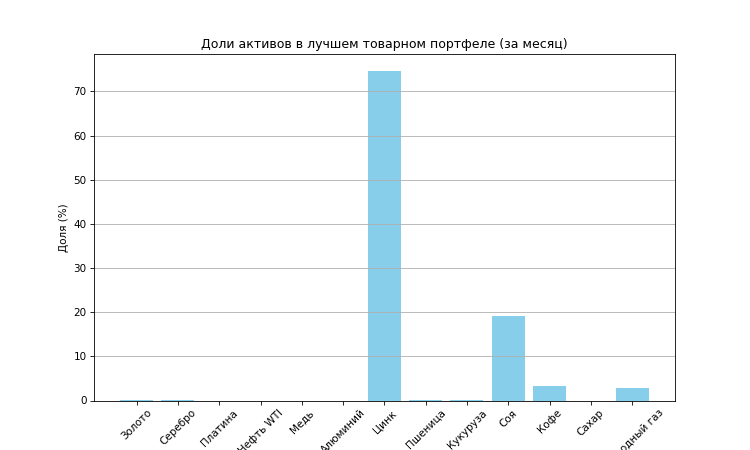 Доли активов в лучшем товарном портфеле (за месяц)
Доля (%)
70
60
50
40
30
20
10
0
Золото
Серебро
Платина
Нефть WTI
Медь
Алюминий
Цинк
Пшеница
Кукуруза
Соя
Кофе
Сахар
газ